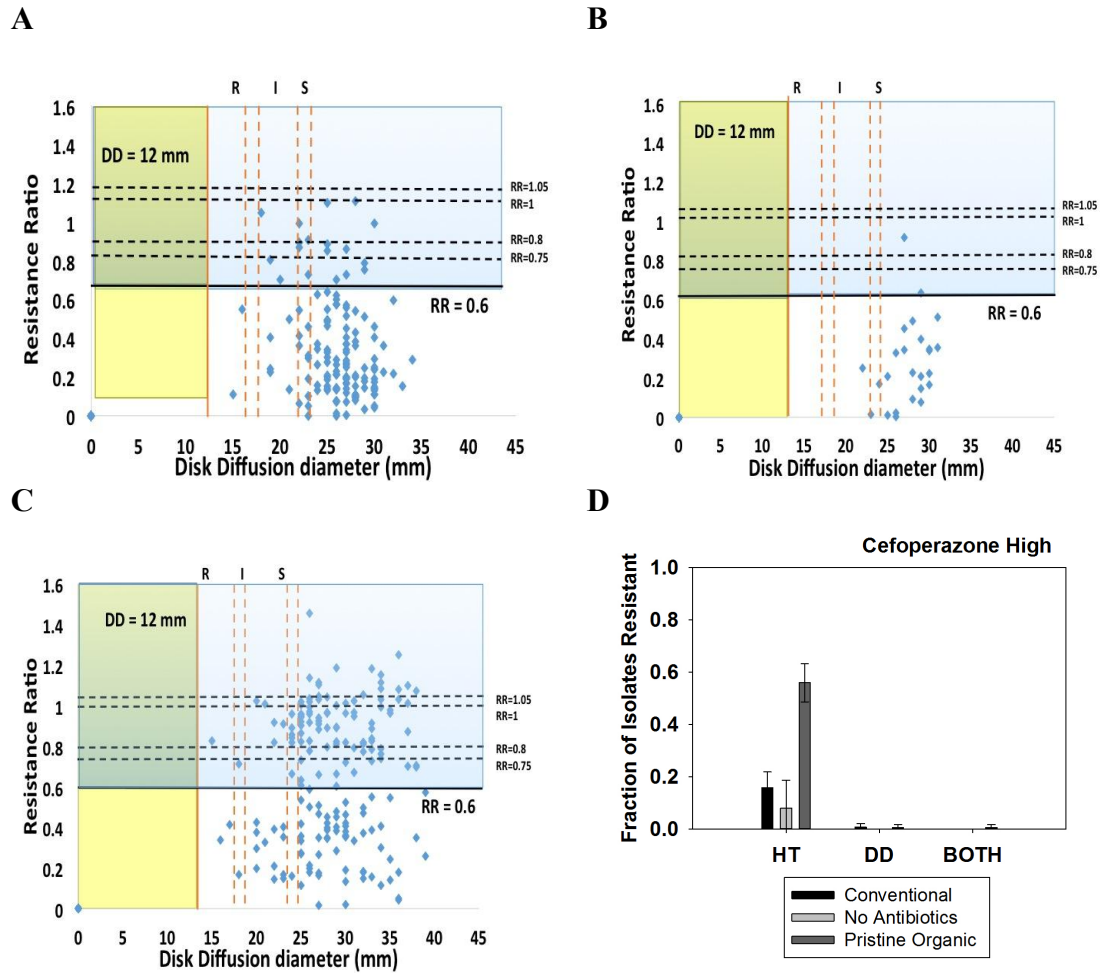 A
R I S
1.6
1.4
1.2
1
0.8
0.6
0.4
0.2
0
Resistance Ratio
DD = 12 mm
RR=1.05
RR=1
RR=0.8
RR=0.75
RR = 0.6
0 5 10 15 20 25 30 35 40 45
Disk Diffusion diameter (mm)
B
R I S
1.6
1.4
1.2
1
0.8
0.6
0.4
0.2
0
Resistance Ratio
DD = 12 mm
RR=1.05
RR=1
RR=0.8
RR=0.75
RR = 0.6
0 5 10 15 20 25 30 35 40 45
Disk Diffusion diameter (mm)
C
R I S
1.6
1.4
1.2
1
0.8
0.6
0.4
0.2
0
Resistance Ratio
DD = 12 mm
RR=1.05
RR=1
RR=0.8
RR=0.75
RR = 0.6
0 5 10 15 20 25 30 35 40 45
Disk Diffusion diameter (mm)
D
Cefoperazone High
1.0
0.8
0.6
0.4
0.2
0.0
Fraction of Isolates Resistant
HT DD BOTH
Conventional
No Antibiotics
Pristine Organic